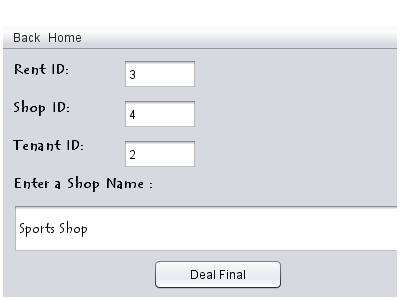 Back Home
Rent ID: 3
Shop ID: 4
Tenant ID: 2
Enter a Shop Name :
Sports Shop
Deal Final